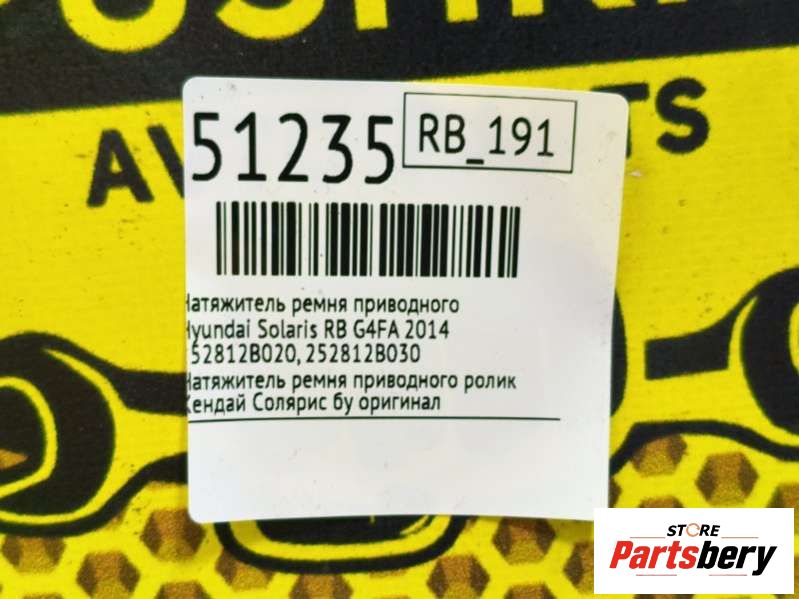 51235
RB_191
Натяжитель ремня приводного
Hyundai Solaris RB G4FA 2014
252812B020, 252812B030
Натяжитель ремня приводного ролик
Хендай Солярис бу оригинал
STORE
Partsbery